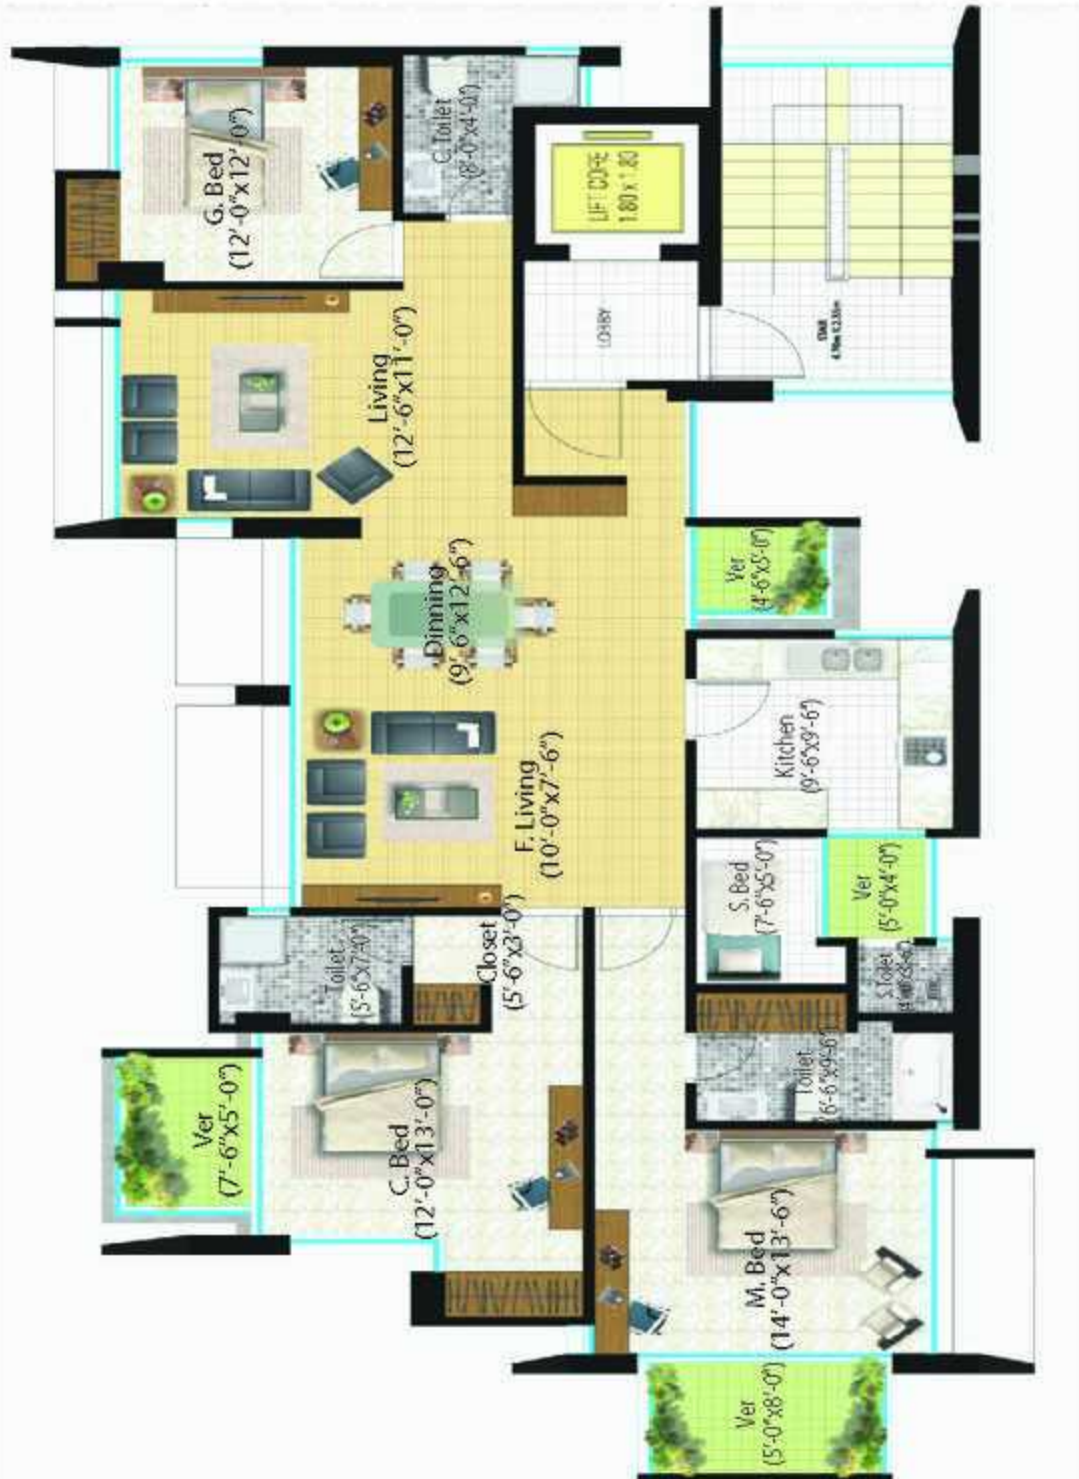 G. Bed
(12'-0"x12'-0")
C. Toilet
(8'-0"x4'-0")
LIFT CORE
1.80 x 1.80
LOBBY
STAIR
Living
(12'-6"x11'-0")
Dinning
(9'-6"x12'-6")
Ver
(4'-6"x5'-0")
Kitchen
(9'-6"x9'-6")
F. Living
(10'-0"x7'-6")
S. Bed
(7'-6"x5'-0")
Ver
(5'-0"x4'-0")
S.Toilet
Toilet
(5'-6"x7'-0")
Closet
(5'-6"x3'-0")
Toilet
(6'-6"x9'-6")
Ver
(7'-6"x5'-0")
C. Bed
(12'-0"x13'-0")
M. Bed
(14'-0"x13'-6")
Ver
(5'-0"x8'-0")